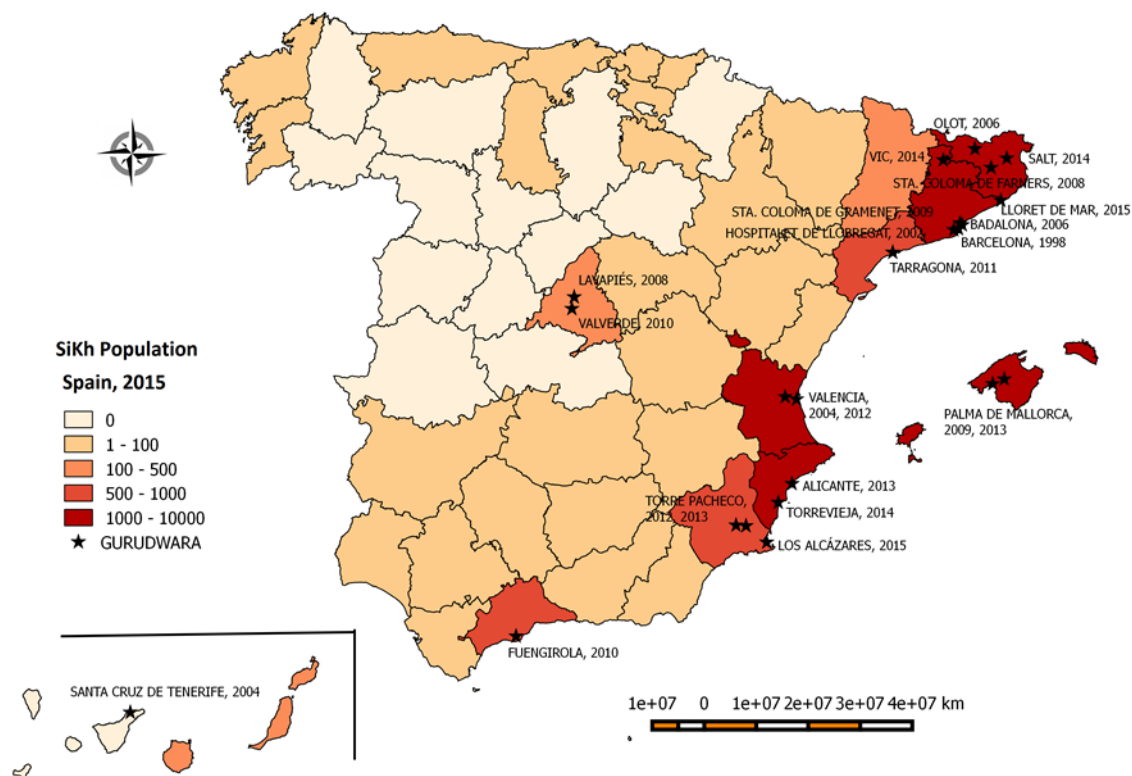 OLOT, 2006
VIC, 2014
SALT, 2014
STA. COLOMA DE FARNERS, 2008
STA. COLOMA DE GRAMENET, 2009
LLORET DE MAR, 2015
BADALONA, 2006
HOSPITALET DE LLOBREGAT, 2002
BARCELONA, 1998
TARRAGONA, 2011
LAVAPIÉS, 2008
VALVERDE, 2010
SiKh Population
Spain, 2015
0
1 - 100
100 - 500
500 - 1000
1000 - 10000
GURUDWARA
VALENCIA,
2004, 2012
PALMA DE MALLORCA,
2009, 2013
ALICANTE, 2013
TORRE PACHECO,
2012, 2013
TORREVIEJA, 2014
LOS ALCÁZARES, 2015
FUENGIROLA, 2010
SANTA CRUZ DE TENERIFE, 2004
1e+07 0 1e+07 2e+07 3e+07 4e+07 km